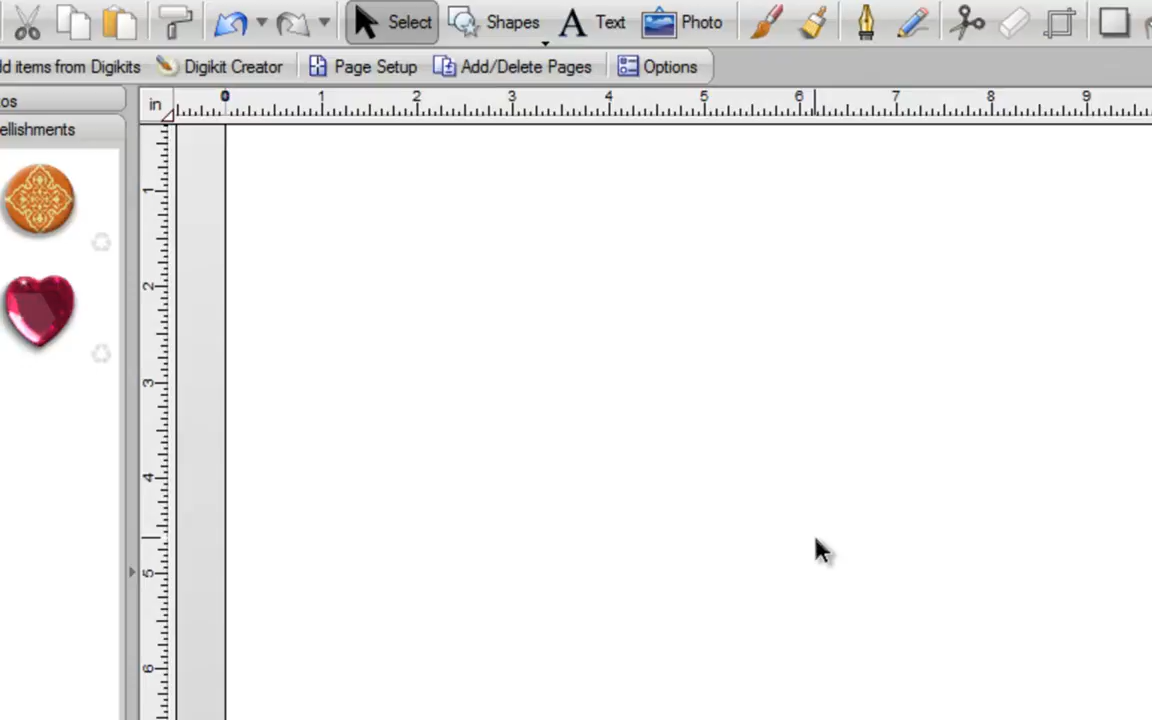 Select Shapes Text Photo
dd items from Digikits Digikit Creator Page Setup Add/Delete Pages Options
os
ellishments
in 0 1 2 3 4 5 6 7 8 9
1
2
3
4
5
6